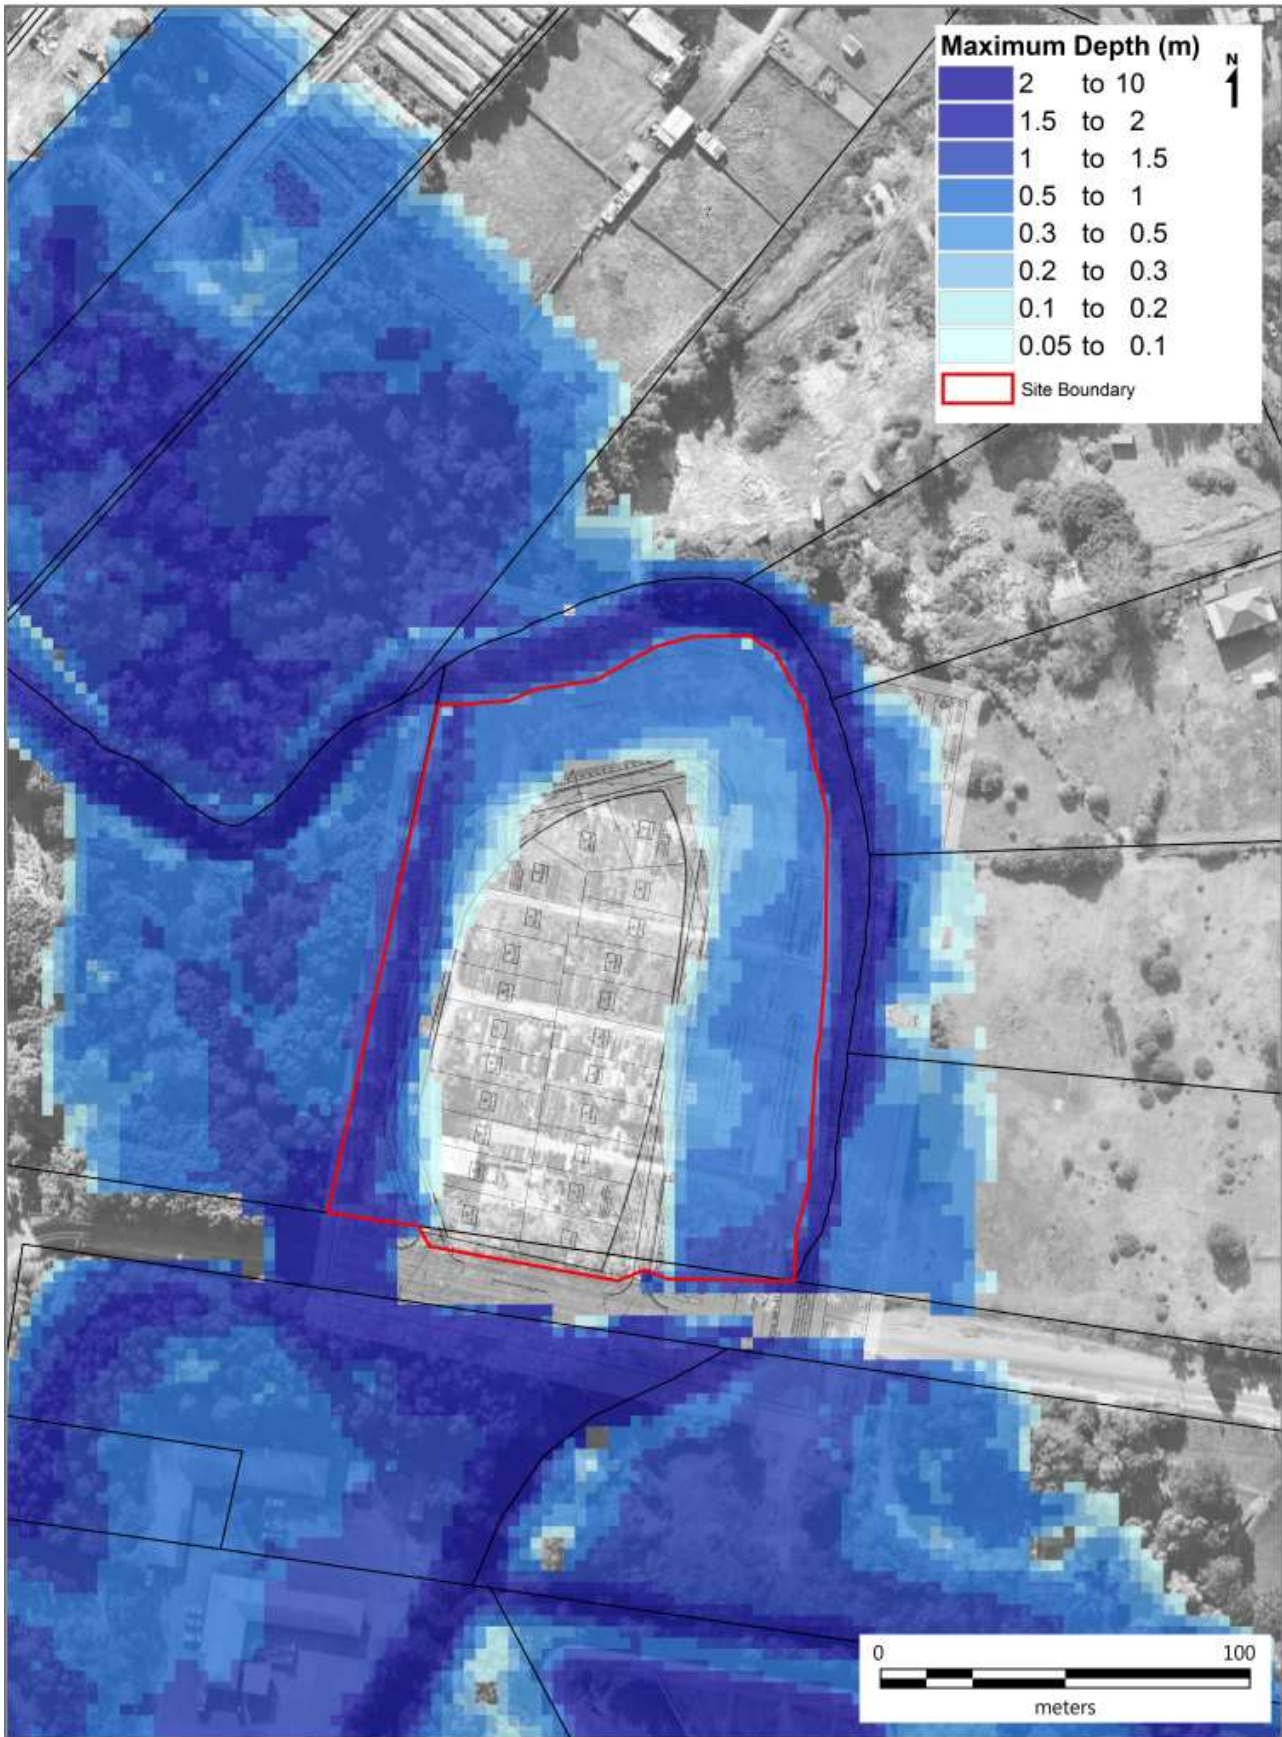 Maximum Depth (m)
N
2 to 10
1.5 to 2
1 to 1.5
0.5 to 1
0.3 to 0.5
0.2 to 0.3
0.1 to 0.2
0.05 to 0.1
Site Boundary
0 100
meters